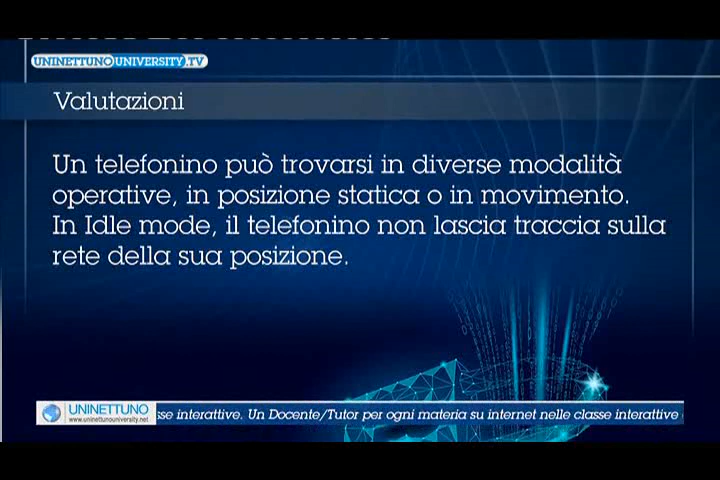 UNINETTUNOUNIVERSITY.TV
Valutazioni
Un telefonino può trovarsi in diverse modalità
operative, in posizione statica o in movimento.
In Idle mode, il telefonino non lascia traccia sulla
rete della sua posizione.
UNINETTUNO
www.uninettunouniversity.net
sse interattive. Un Docente/Tutor per ogni materia su internet nelle classe interattive